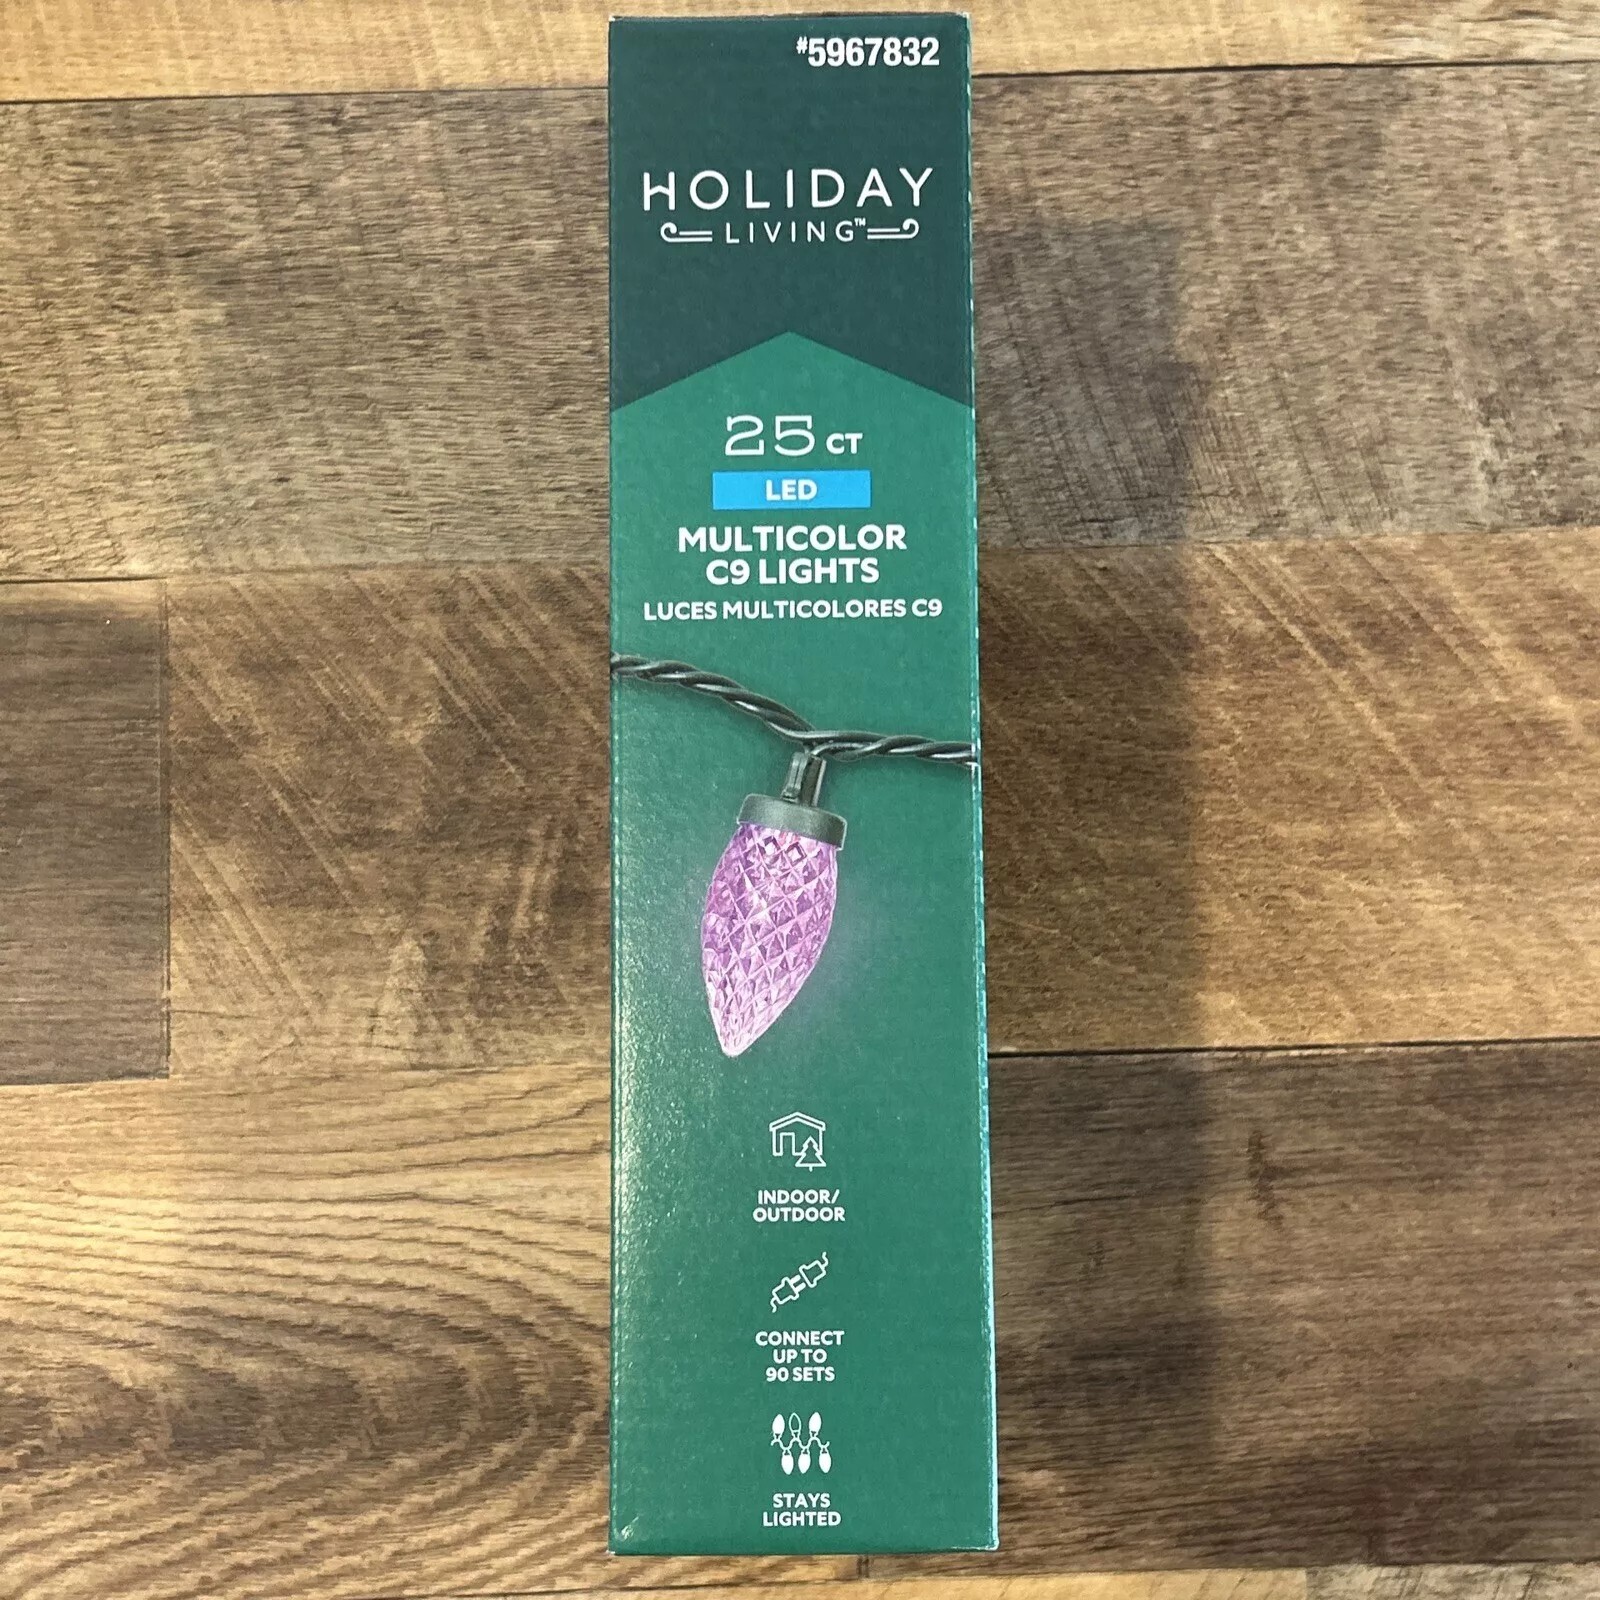 #5967832
HOLIDAY
LIVING™
25 CT
LED
MULTICOLOR
C9 LIGHTS
LUCES MULTICOLORES C9
INDOOR/
OUTDOOR
CONNECT
UP TO
90 SETS
STAYS
LIGHTED